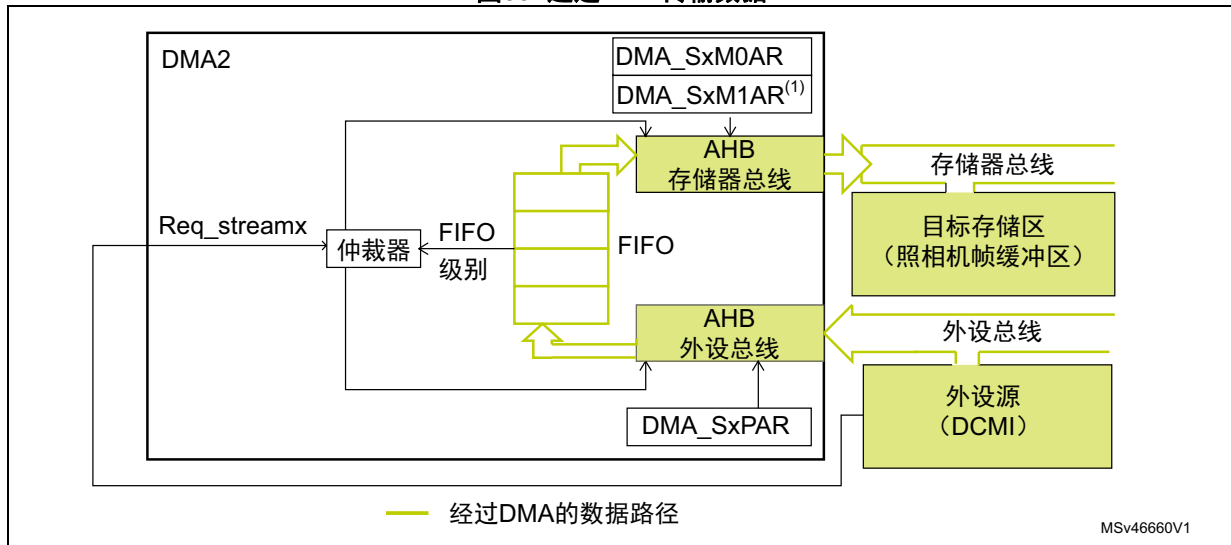 DMA2
DMA_SxM0AR
DMA_SxM1AR(1)
AHB
存储器总线
存储器总线
Req_streamx
仲裁器
FIFO
级别
FIFO
目标存储区
（照相机帧缓冲区）
AHB
外设总线
外设总线
外设源
（DCMI）
DMA_SxPAR
经过DMA的数据路径
MSv46660V1